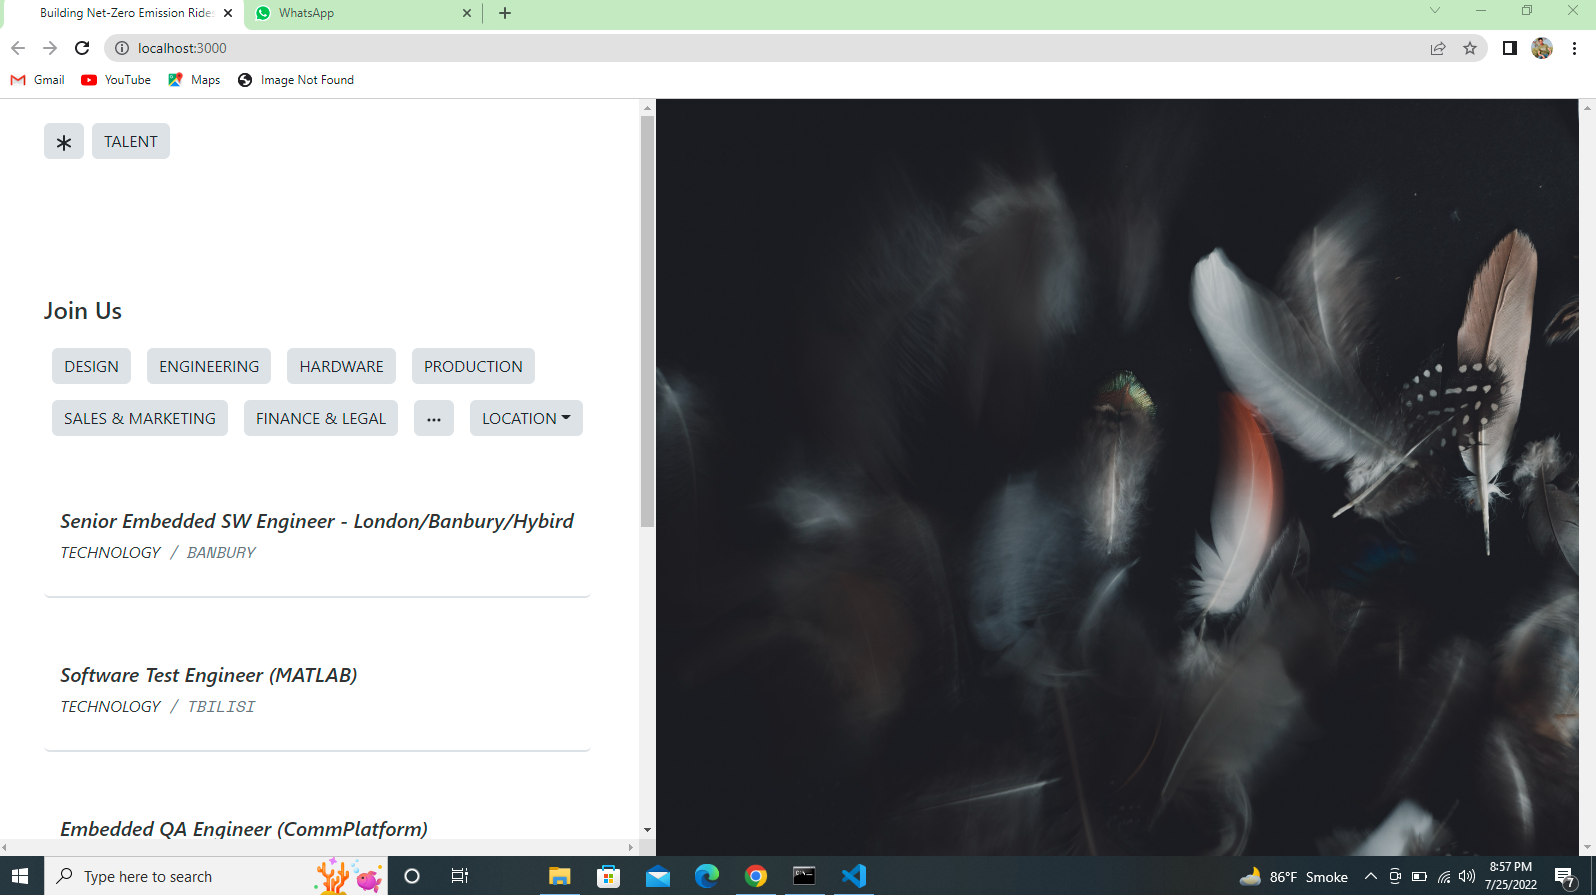 Building Net-Zero Emission Rides
WhatsApp
localhost:3000
Gmail
YouTube
Maps
Image Not Found
TALENT
Join Us
DESIGN
ENGINEERING
HARDWARE
PRODUCTION
SALES & MARKETING
FINANCE & LEGAL
...
LOCATION
Senior Embedded SW Engineer - London/Banbury/Hybird
TECHNOLOGY / BANBURY
Software Test Engineer (MATLAB)
TECHNOLOGY / TBILISI
Embedded QA Engineer (CommPlatform)
Type here to search
86°F Smoke
8:57 PM
7/25/2022
7